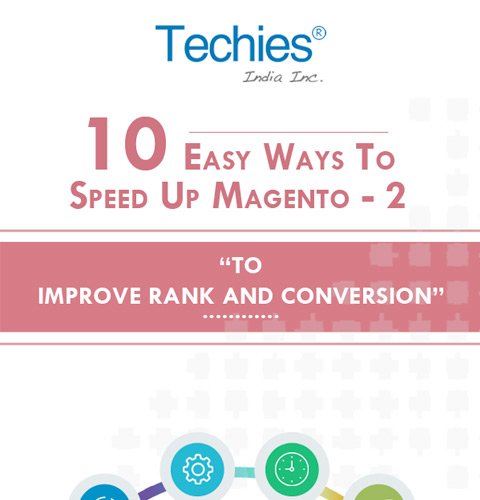 Techies®
India Inc.
10 EASY WAYS TO
SPEED UP MAGENTO - 2
“TO
IMPROVE RANK AND CONVERSION”